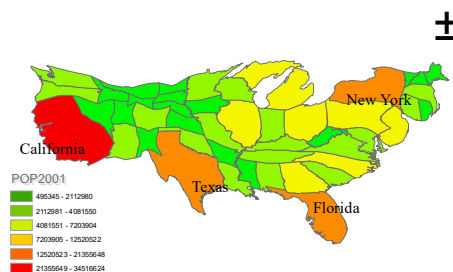 ±
New York
California
Texas
Florida
POP2001
495345 - 2112980
2112981 - 4081550
4081551 - 7203904
7203905 - 12520522
12520523 - 21355648
21355649 - 34516624